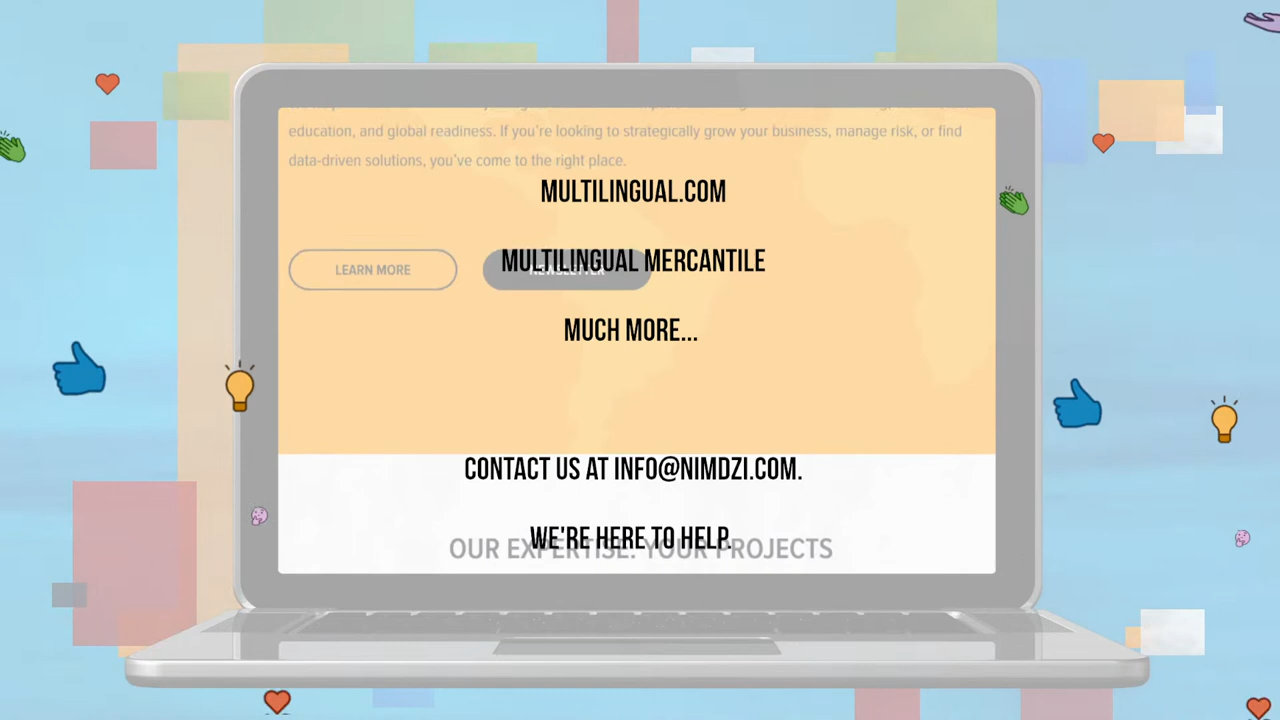 education, and global readiness. If you're looking to strategically grow your business, manage risk, or find
data-driven solutions, you've come to the right place.
MULTILINGUAL.COM
MULTILINGUAL MERCANTILE
LEARN MORE
NEWSLETTER
MUCH MORE...
CONTACT US AT INFO@NIMDZI.COM.
WE'RE HERE TO HELP.
OUR EXPERTISE. YOUR PROJECTS